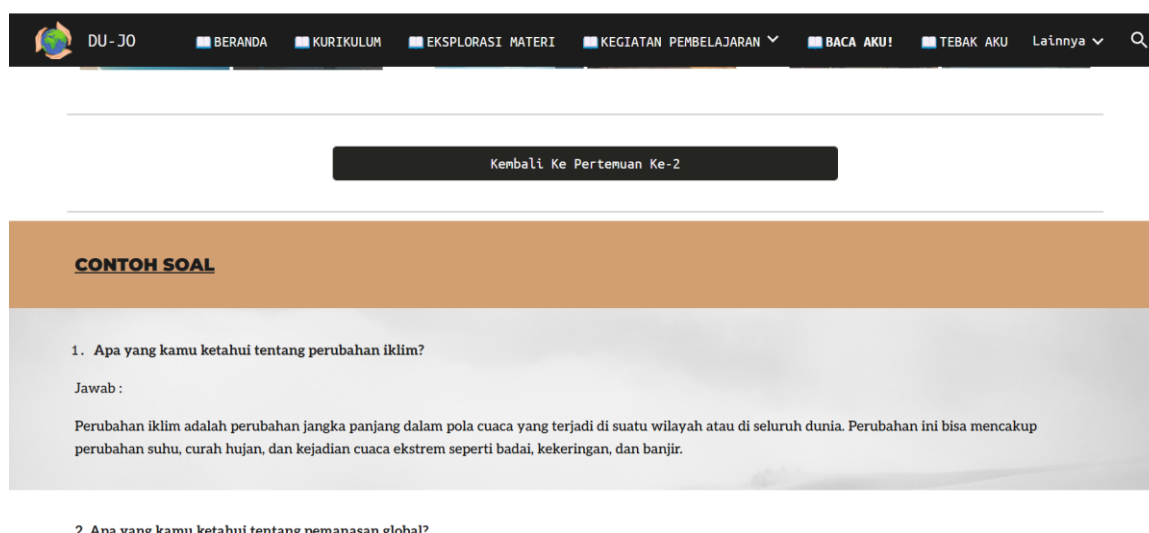 DU-JO BERANDA KURIKULUM EKSPLORASI MATERI KEGIATAN PEMBELAJARAN BACA AKU! TEBAK AKU Lainnya
Kembali Ke Pertemuan Ke-2
CONTOH SOAL
1. Apa yang kamu ketahui tentang perubahan iklim?
Jawab :
Perubahan iklim adalah perubahan jangka panjang dalam pola cuaca yang terjadi di suatu wilayah atau di seluruh dunia. Perubahan ini bisa mencakup
perubahan suhu, curah hujan, dan kejadian cuaca ekstrem seperti badai, kekeringan, dan banjir.
2. Apa yang kamu ketahui tentang pemanasan global?